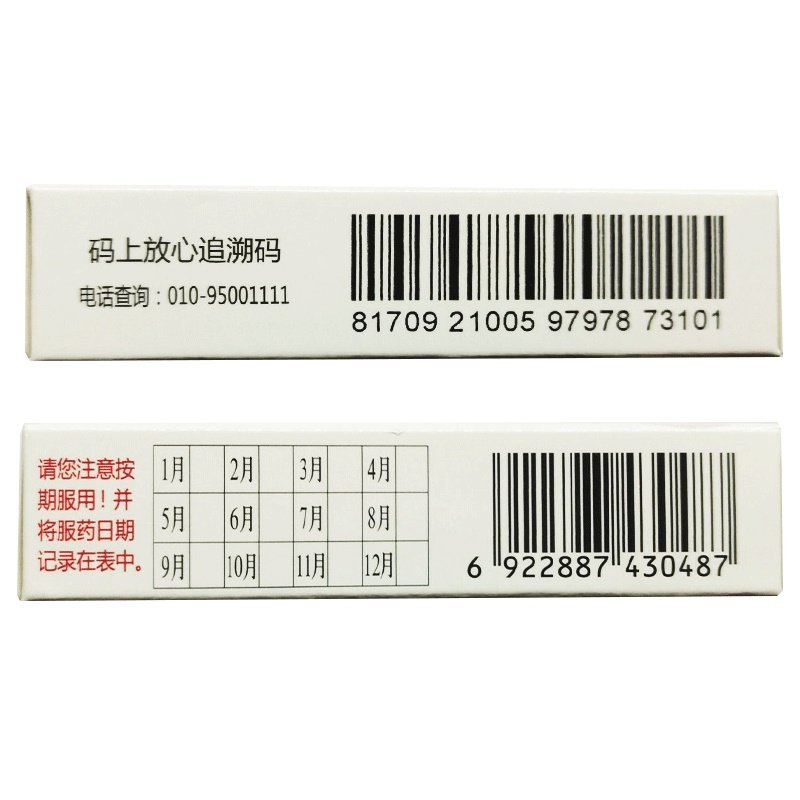 码上放心追溯码
电话查询：010-95001111
81709 21005 97978 73101
请您注意按
期服用！并
将服药日期
记录在表中。
1月 2月 3月 4月
5月 6月 7月 8月
9月 10月 11月 12月
6 922887 430487